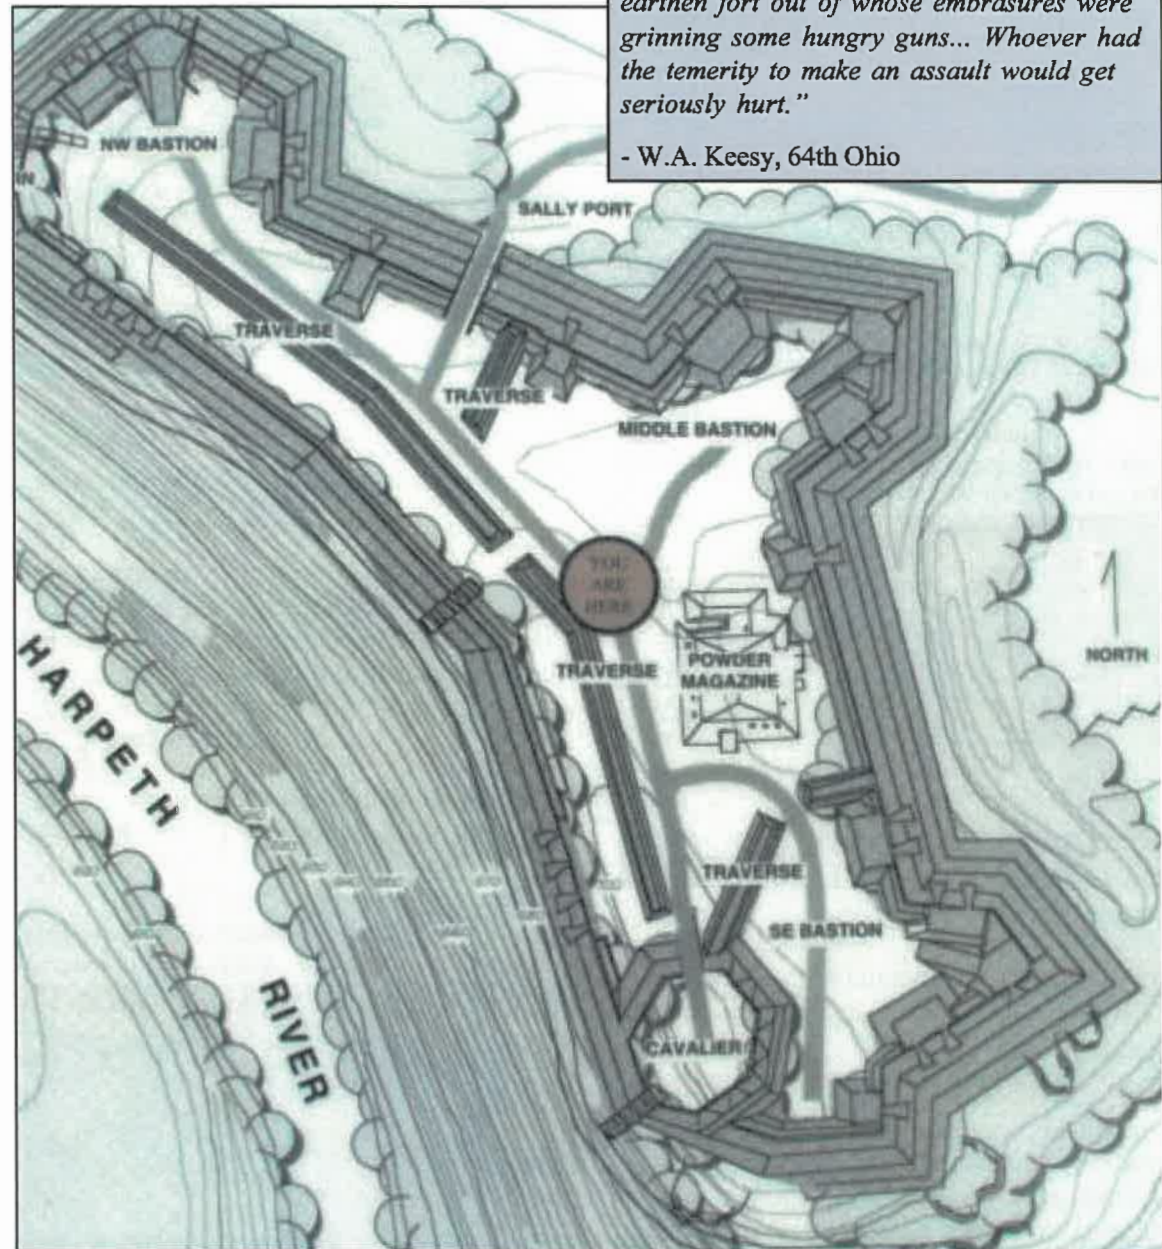 earthen fort out of whose embrasures were
grinning some hungry guns... Whoever had
the temerity to make an assault would get
seriously hurt."
- W.A. Keesy, 64th Ohio
NW BASTION
SALLY PORT
TRAVERSE
TRAVERSE
MIDDLE BASTION
YOU
ARE
HERE
TRAVERSE
POWDER
MAGAZINE
NORTH
HARPETH
TRAVERSE
SE BASTION
RIVER
CAVALIER